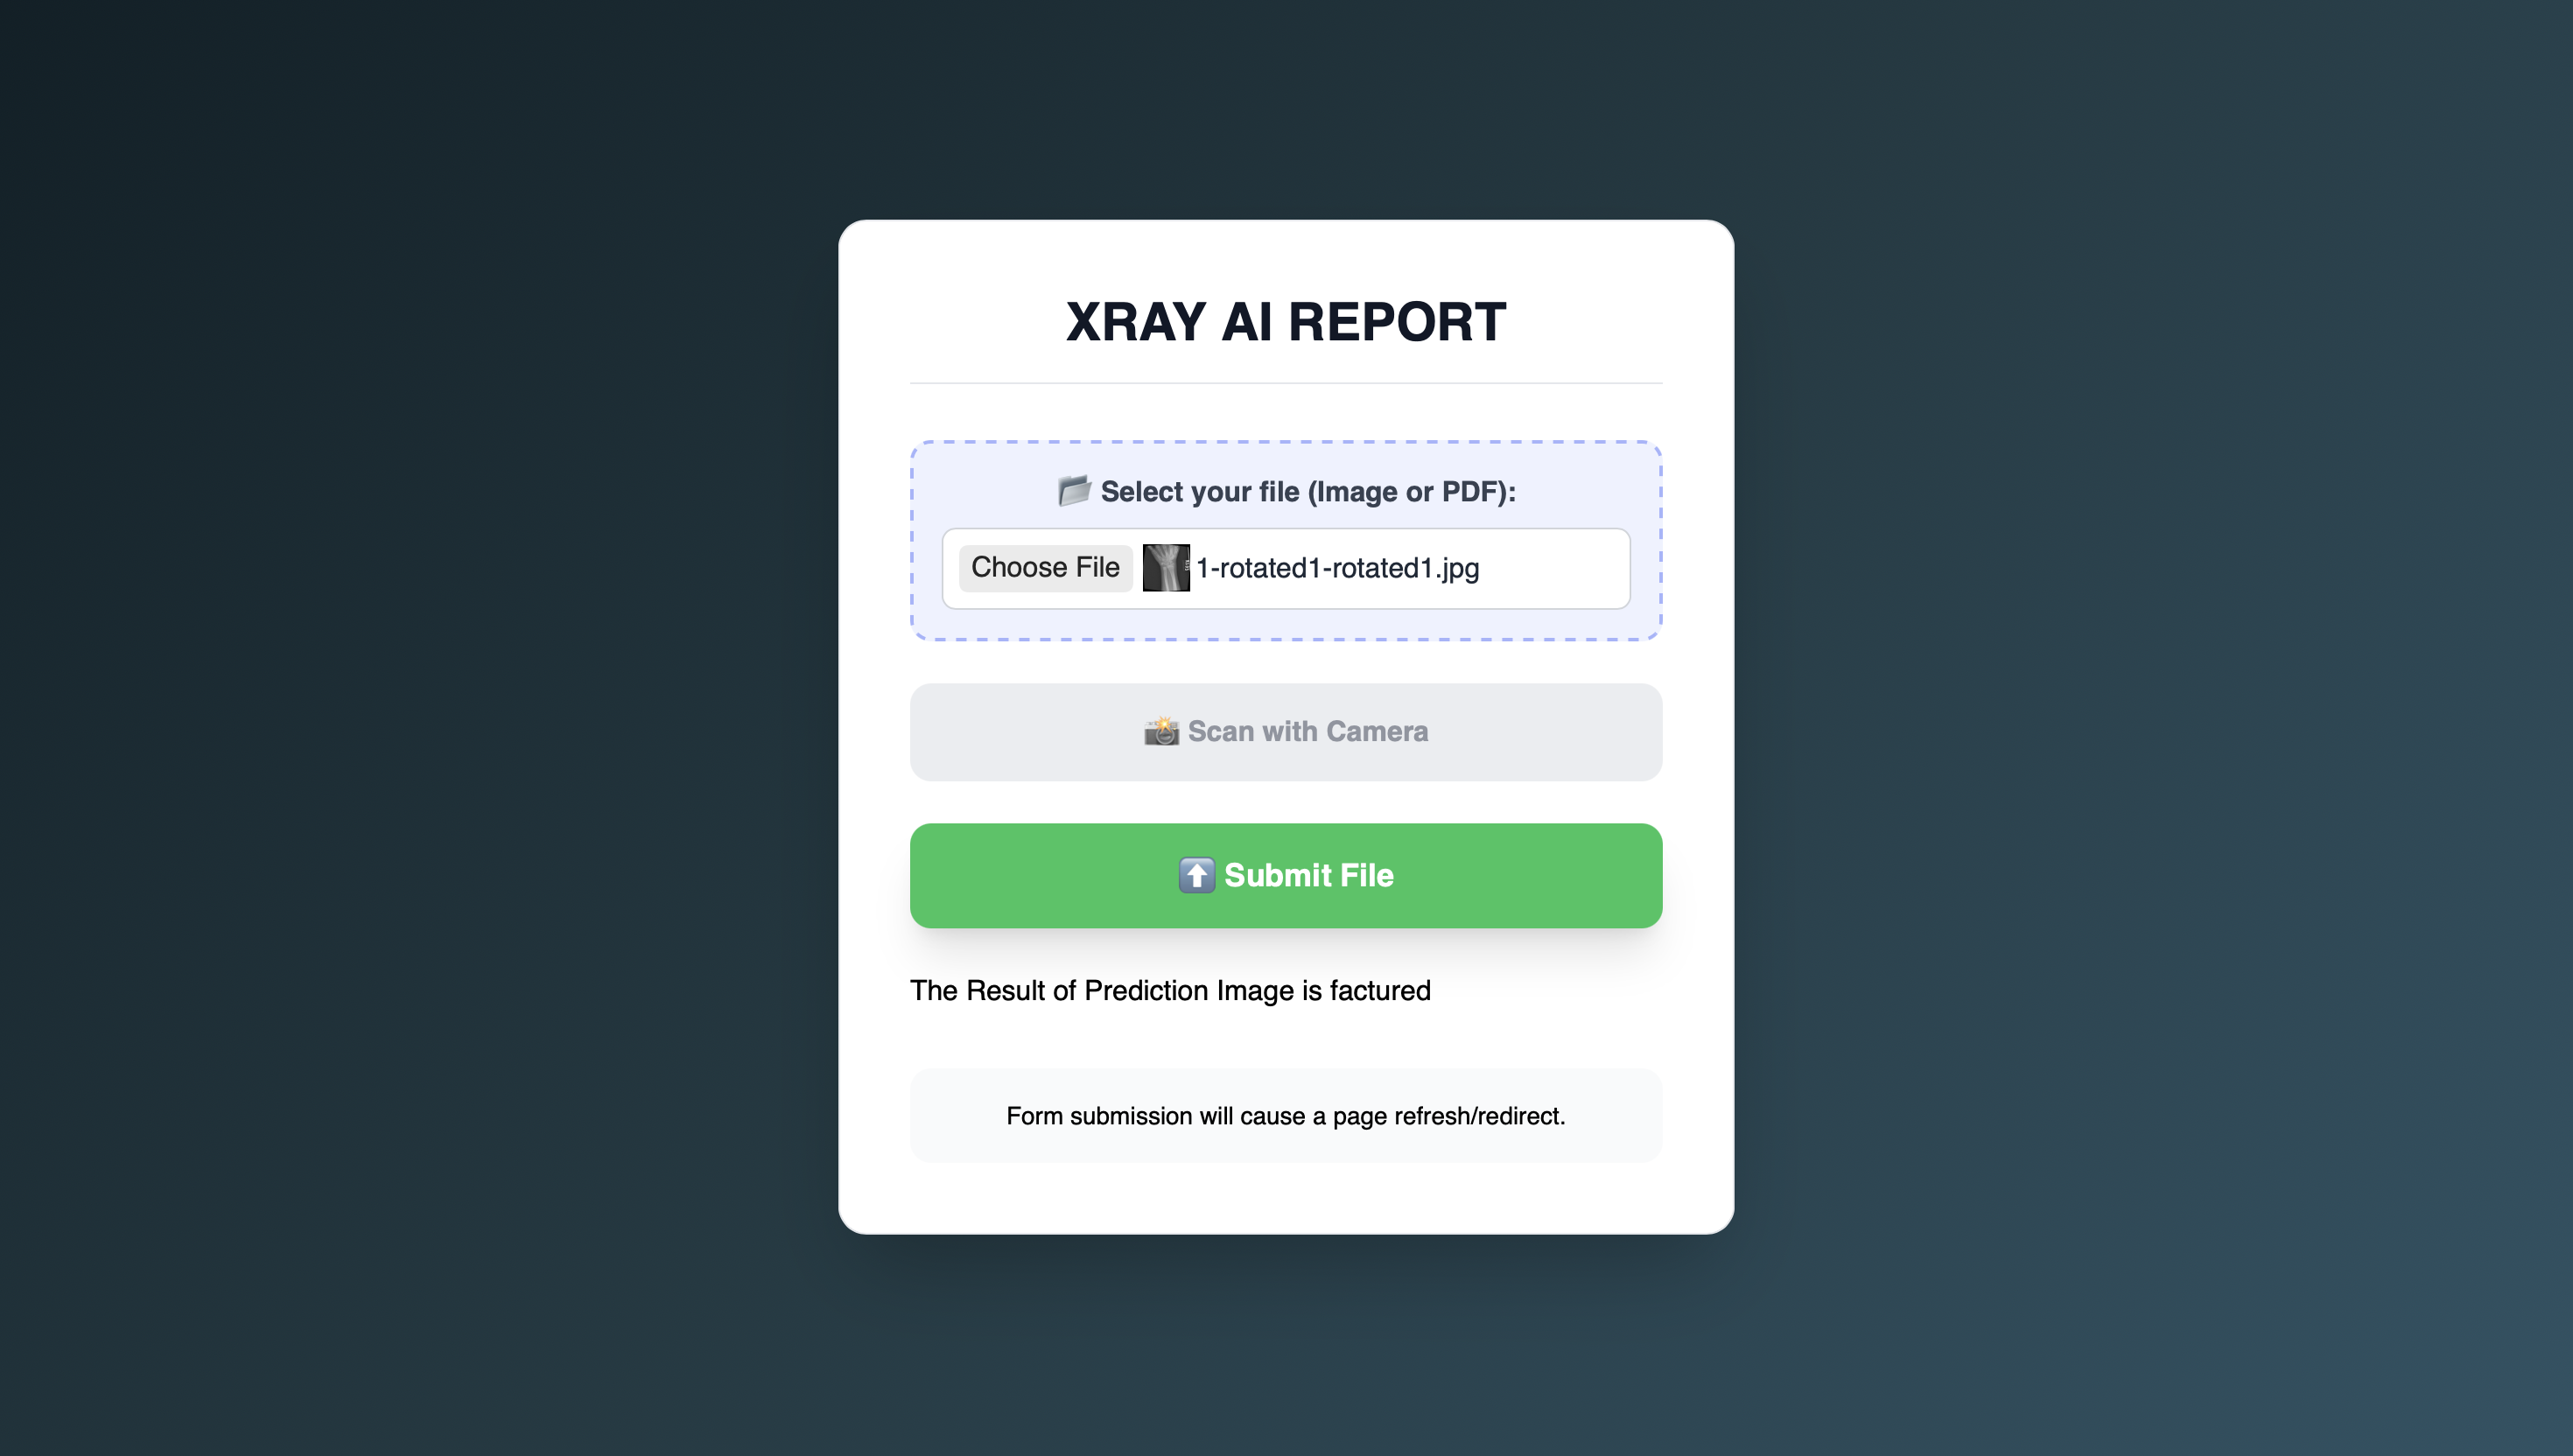 XRAY AI REPORT
📂 Select your file (Image or PDF):
Choose File 1-rotated1-rotated1.jpg
📸 Scan with Camera
⬆️ Submit File
The Result of Prediction Image is factured
Form submission will cause a page refresh/redirect.